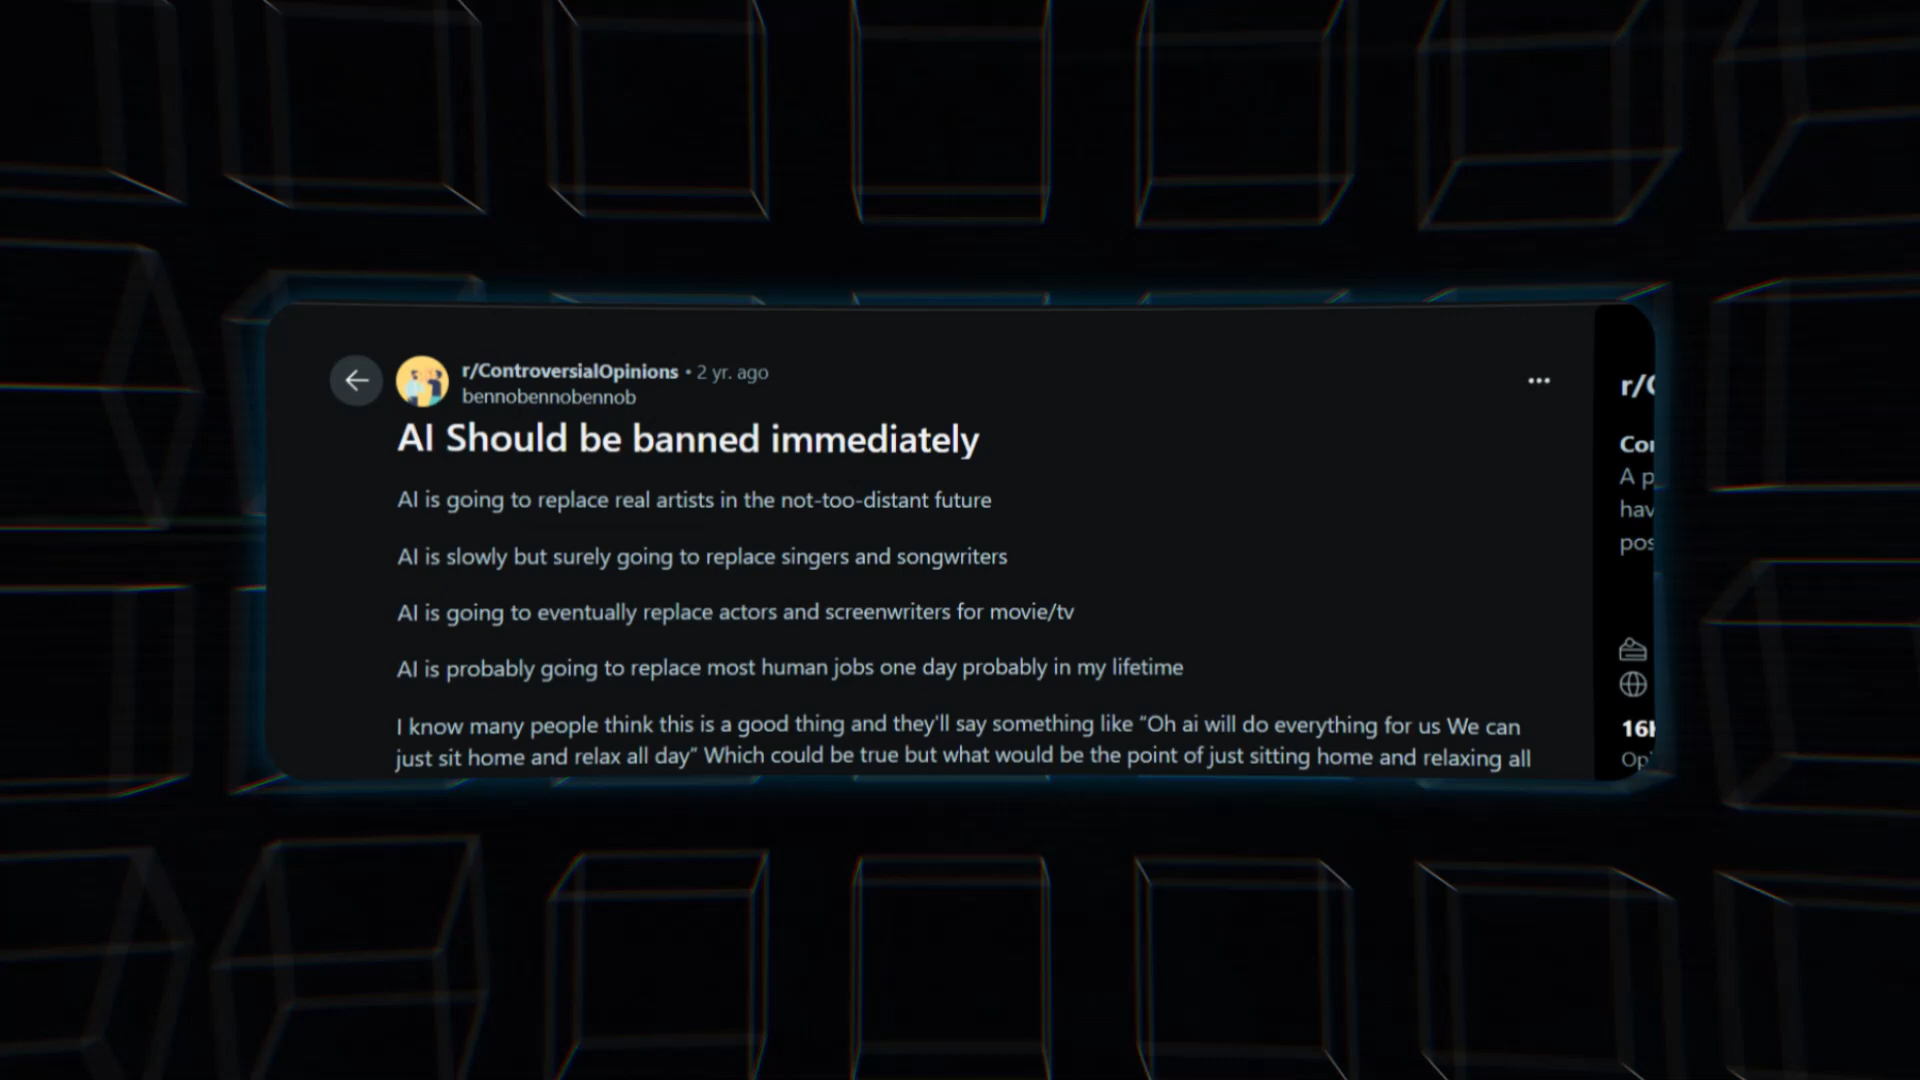 r/ControversialOpinions • 2 yr. ago
bennobennobennob
AI Should be banned immediately
AI is going to replace real artists in the not-too-distant future
AI is slowly but surely going to replace singers and songwriters
AI is going to eventually replace actors and screenwriters for movie/tv
AI is probably going to replace most human jobs one day probably in my lifetime
I know many people think this is a good thing and they'll say something like "Oh ai will do everything for us We can
just sit home and relax all day" Which could be true but what would be the point of just sitting home and relaxing all
r/
A